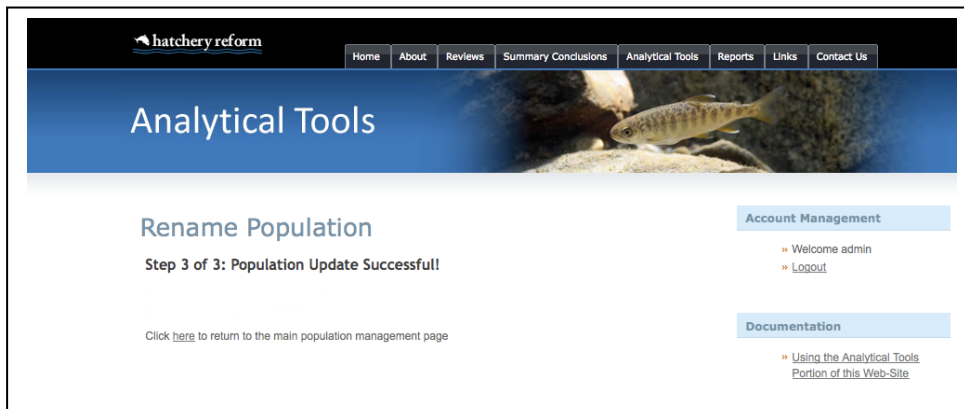 hatchery reform
Home About Reviews Summary Conclusions Analytical Tools Reports Links Contact Us
Analytical Tools
Rename Population
Step 3 of 3: Population Update Successful!
Click here to return to the main population management page
Account Management
» Welcome admin
» Logout
Documentation
» Using the Analytical Tools
Portion of this Web-Site